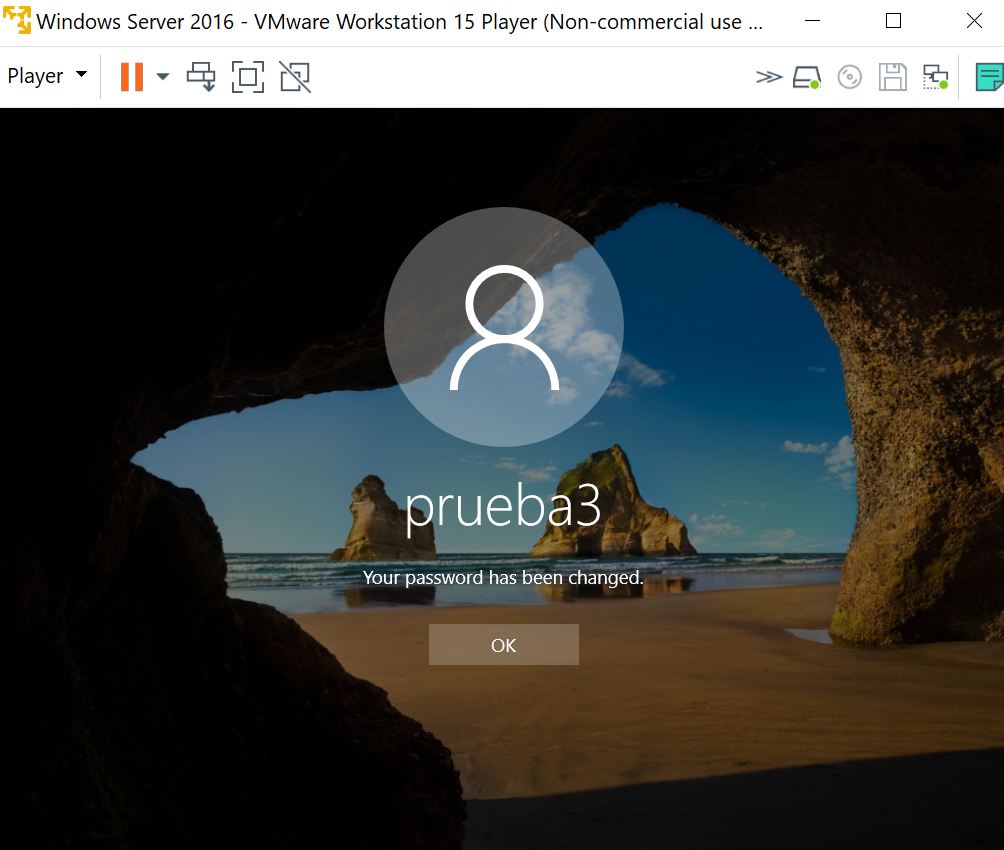 Windows Server 2016 - VMware Workstation 15 Player (Non-commercial use ...
Player
prueba3
Your password has been changed.
OK